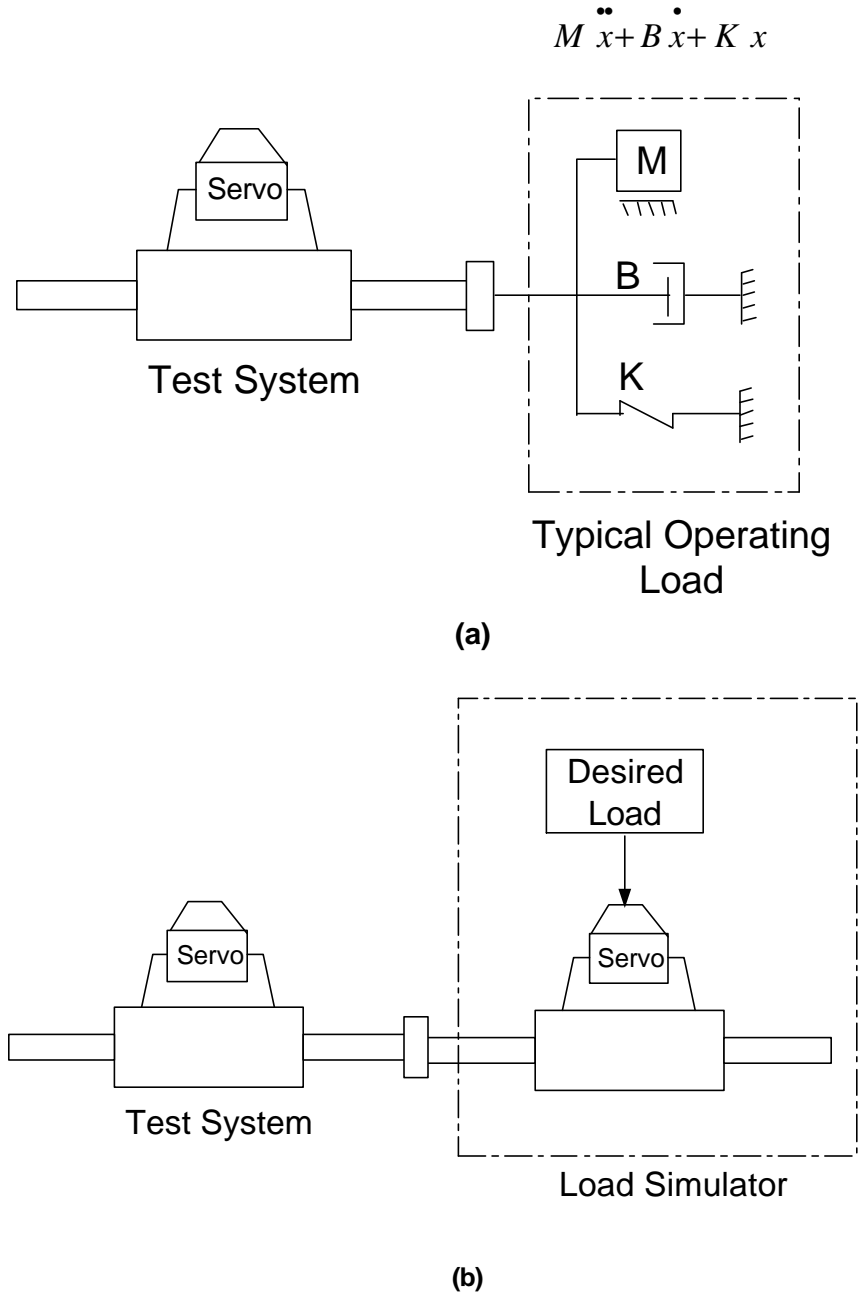 M ẍ + B ẋ + K x
Servo
M
B
K
Test System
Typical Operating
Load
(a)
Desired
Load
Servo
Servo
Test System
Load Simulator
(b)